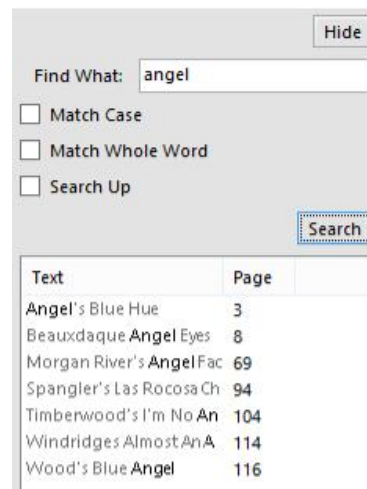 Hide
Find What: angel
Match Case
Match Whole Word
Search Up
Search
Text Page
Angel's Blue Hue 3
Beauxdaque Angel Eyes 8
Morgan River's Angel Fac 69
Spangler's Las Rocosa Ch 94
Timberwood's I'm No An 104
Windridges Almost An A 114
Wood's Blue Angel 116